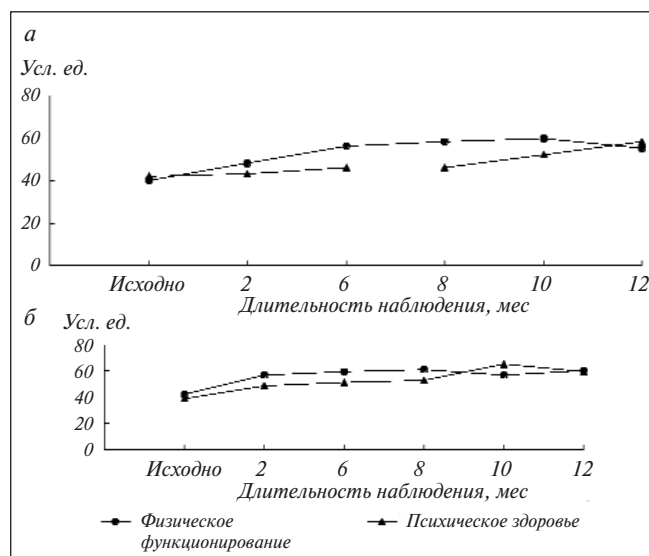 а
Усл. ед.
80
60
40
20
0
Исходно 2 6 8 10 12
Длительность наблюдения, мес
б
Усл. ед.
80
60
40
20
0
Исходно 2 6 8 10 12
Длительность наблюдения, мес
Физическое функционирование
Психическое здоровье